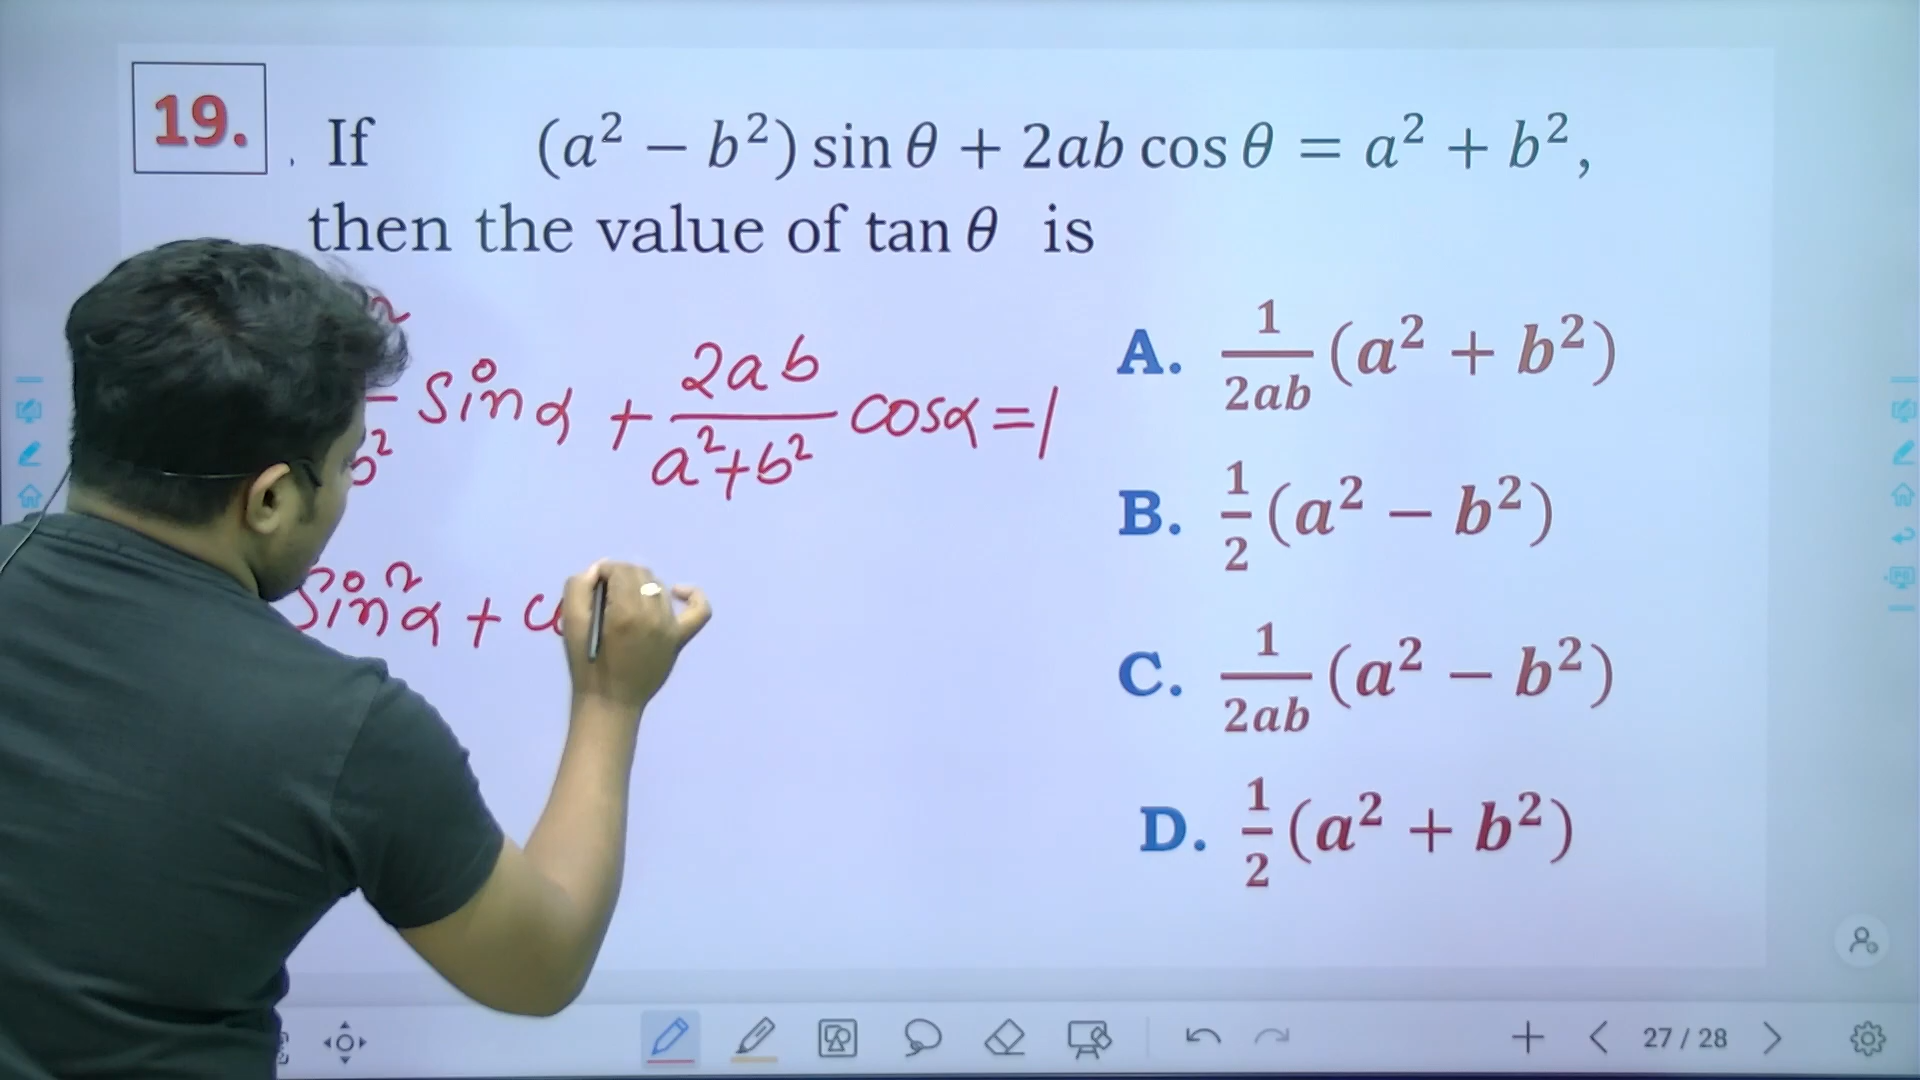 19. If (a² − b²) sin θ + 2ab cos θ = a² + b²,
then the value of tan θ is
A. 1/2ab (a² + b²)
B. 1/2 (a² − b²)
C. 1/2ab (a² − b²)
D. 1/2 (a² + b²)
sin α + 2ab/a²+b² cos α = 1
sin²α +
27 / 28